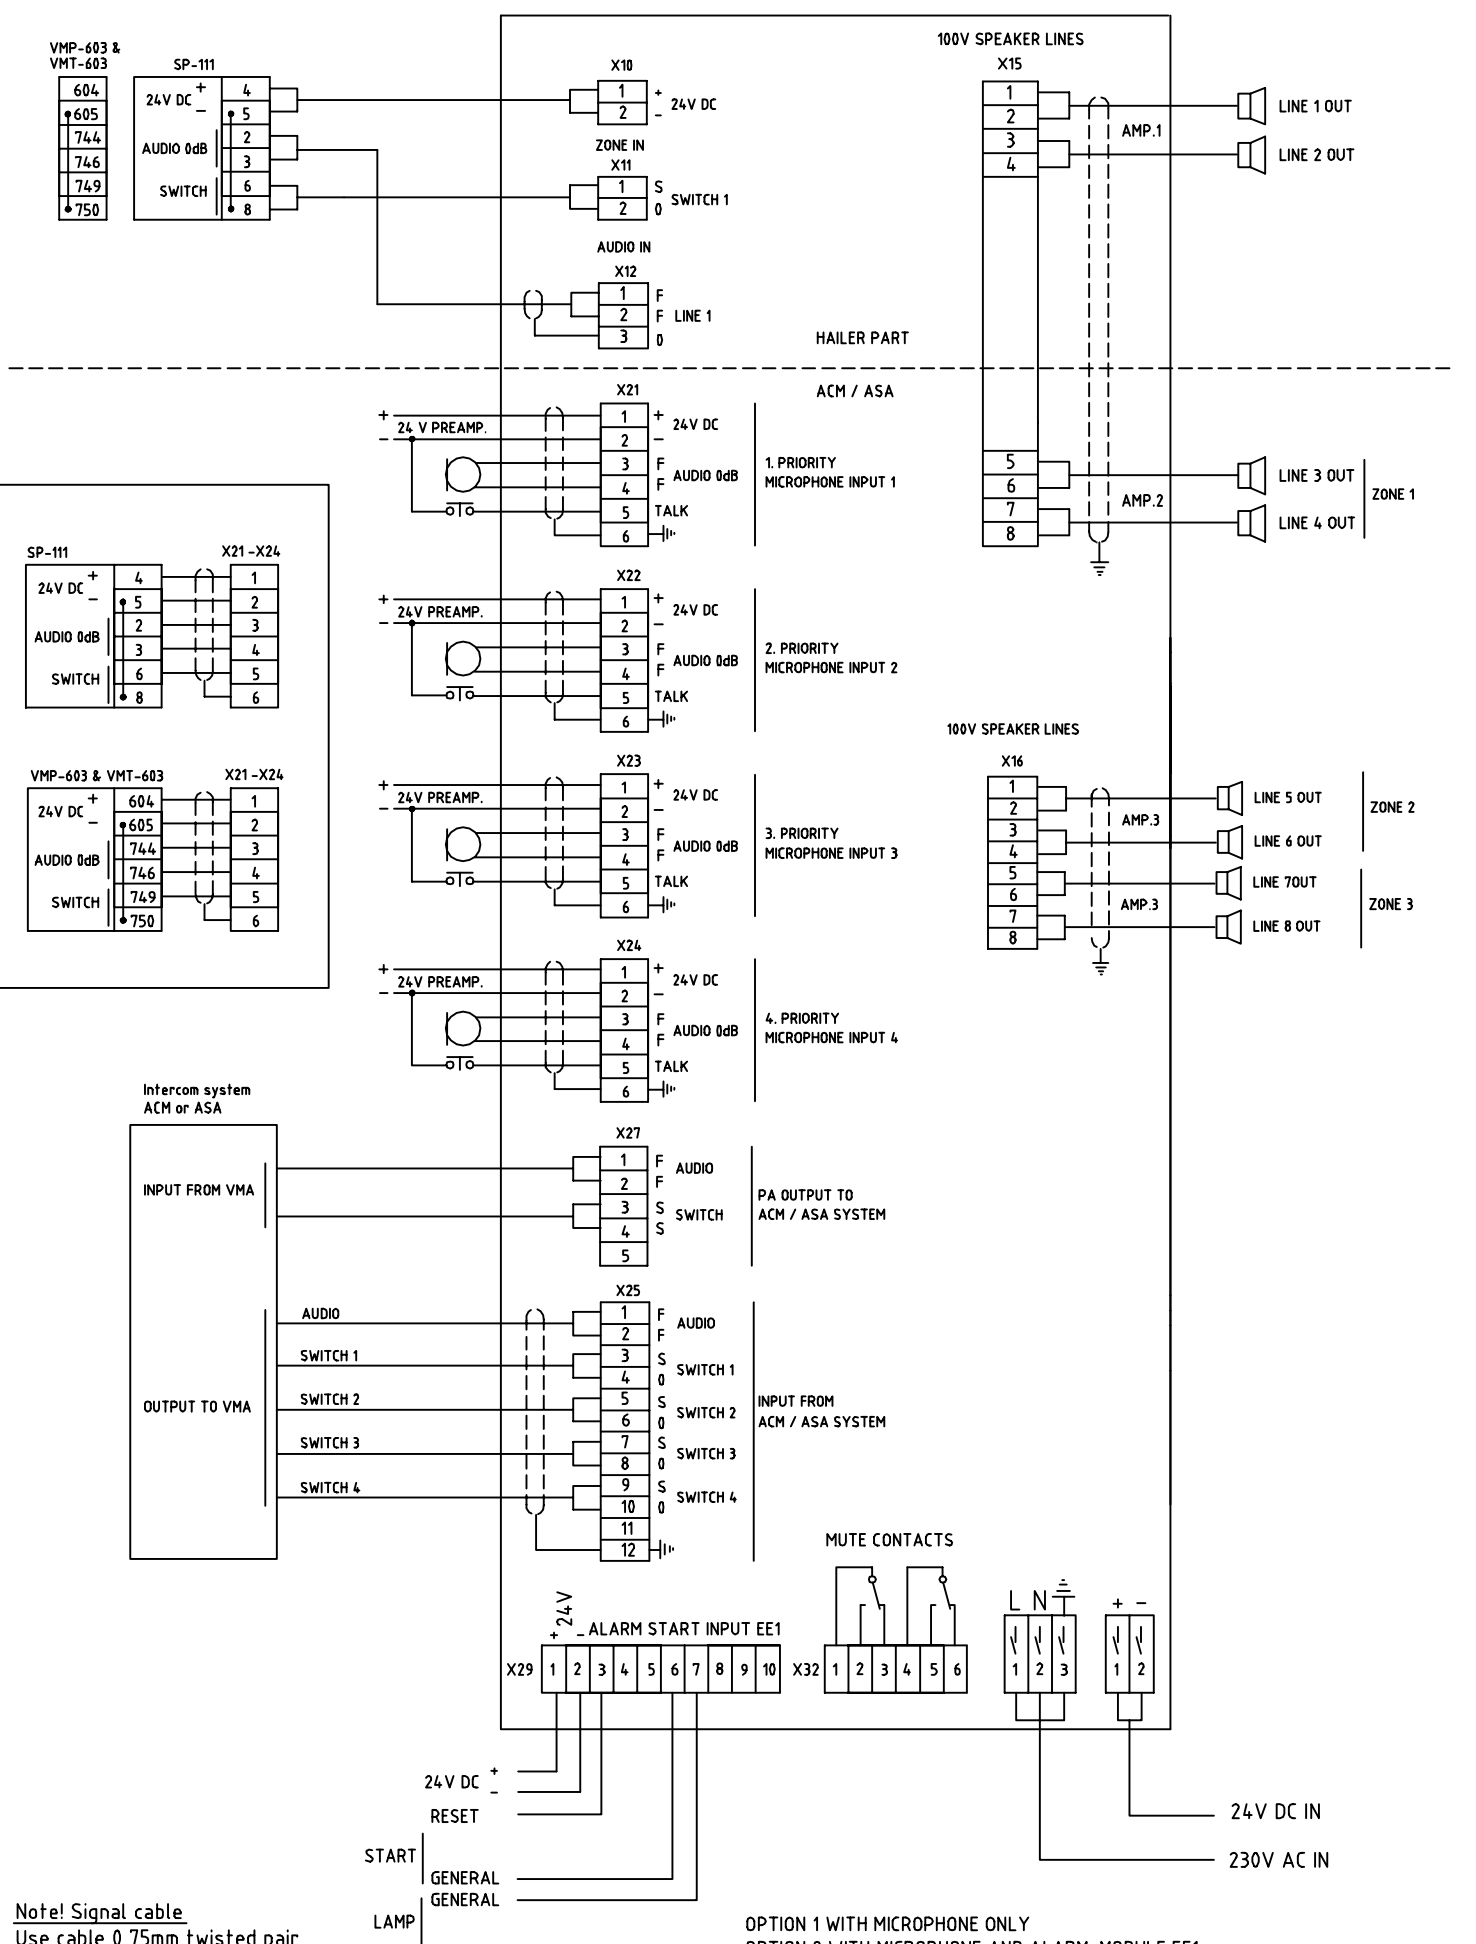 VMP-603 &
VMT-603
604
605
744
746
749
750
SP-111
24V DC + -
AUDIO 0dB
SWITCH
4
5
2
3
6
8
X10
1 +
2 -
24V DC
ZONE IN
X11
1 S
2 0
SWITCH 1
AUDIO IN
X12
1 F
2 F LINE 1
3 0
HAILER PART
100V SPEAKER LINES
X15
1
2
3
4
AMP.1
LINE 1 OUT
LINE 2 OUT
ACM / ASA
5
6
7
8
AMP.2
LINE 3 OUT
LINE 4 OUT
ZONE 1
X21
+
24 V PREAMP.
-
1 +
2 -
3 F
4 F
5 TALK
6
24V DC
AUDIO 0dB
1. PRIORITY
MICROPHONE INPUT 1
SP-111
24V DC + -
AUDIO 0dB
SWITCH
4
5
2
3
6
8
X21-X24
1
2
3
4
5
6
X22
+
24V PREAMP.
-
1 +
2 -
3 F
4 F
5 TALK
6
24V DC
AUDIO 0dB
2. PRIORITY
MICROPHONE INPUT 2
VMP-603 & VMT-603
24V DC + -
AUDIO 0dB
SWITCH
604
605
744
746
749
750
X21-X24
1
2
3
4
5
6
X23
+
24V PREAMP.
-
1 +
2 -
3 F
4 F
5 TALK
6
24V DC
AUDIO 0dB
3. PRIORITY
MICROPHONE INPUT 3
100V SPEAKER LINES
X16
1
2
3
4
5
6
7
8
AMP.3
AMP.3
LINE 5 OUT
LINE 6 OUT
ZONE 2
LINE 7OUT
LINE 8 OUT
ZONE 3
X24
+
24V PREAMP.
-
1 +
2 -
3 F
4 F
5 TALK
6
24V DC
AUDIO 0dB
4. PRIORITY
MICROPHONE INPUT 4
Intercom system
ACM or ASA
INPUT FROM VMA
OUTPUT TO VMA
X27
1 F
2 F
3 S
4 S
5
AUDIO
SWITCH
PA OUTPUT TO
ACM / ASA SYSTEM
X25
AUDIO
SWITCH 1
SWITCH 2
SWITCH 3
SWITCH 4
1 F
2 F
3 S
4 0
5 S
6 0
7 S
8 0
9 S
10 0
11
12
AUDIO
SWITCH 1
SWITCH 2
SWITCH 3
SWITCH 4
INPUT FROM
ACM / ASA SYSTEM
+ 24V -
ALARM START INPUT EE1
X29 1 2 3 4 5 6 7 8 9 10
MUTE CONTACTS
X32 1 2 3 4 5 6
L N
1 2 3
+ -
1 2
24V DC + -
RESET
START
GENERAL
GENERAL
LAMP
24V DC IN
230V AC IN
Note! Signal cable
Use cable 0.75mm twisted pair
OPTION 1 WITH MICROPHONE ONLY
OPTION 2 WITH MICROPHONE AND ALARM MODULE EE1